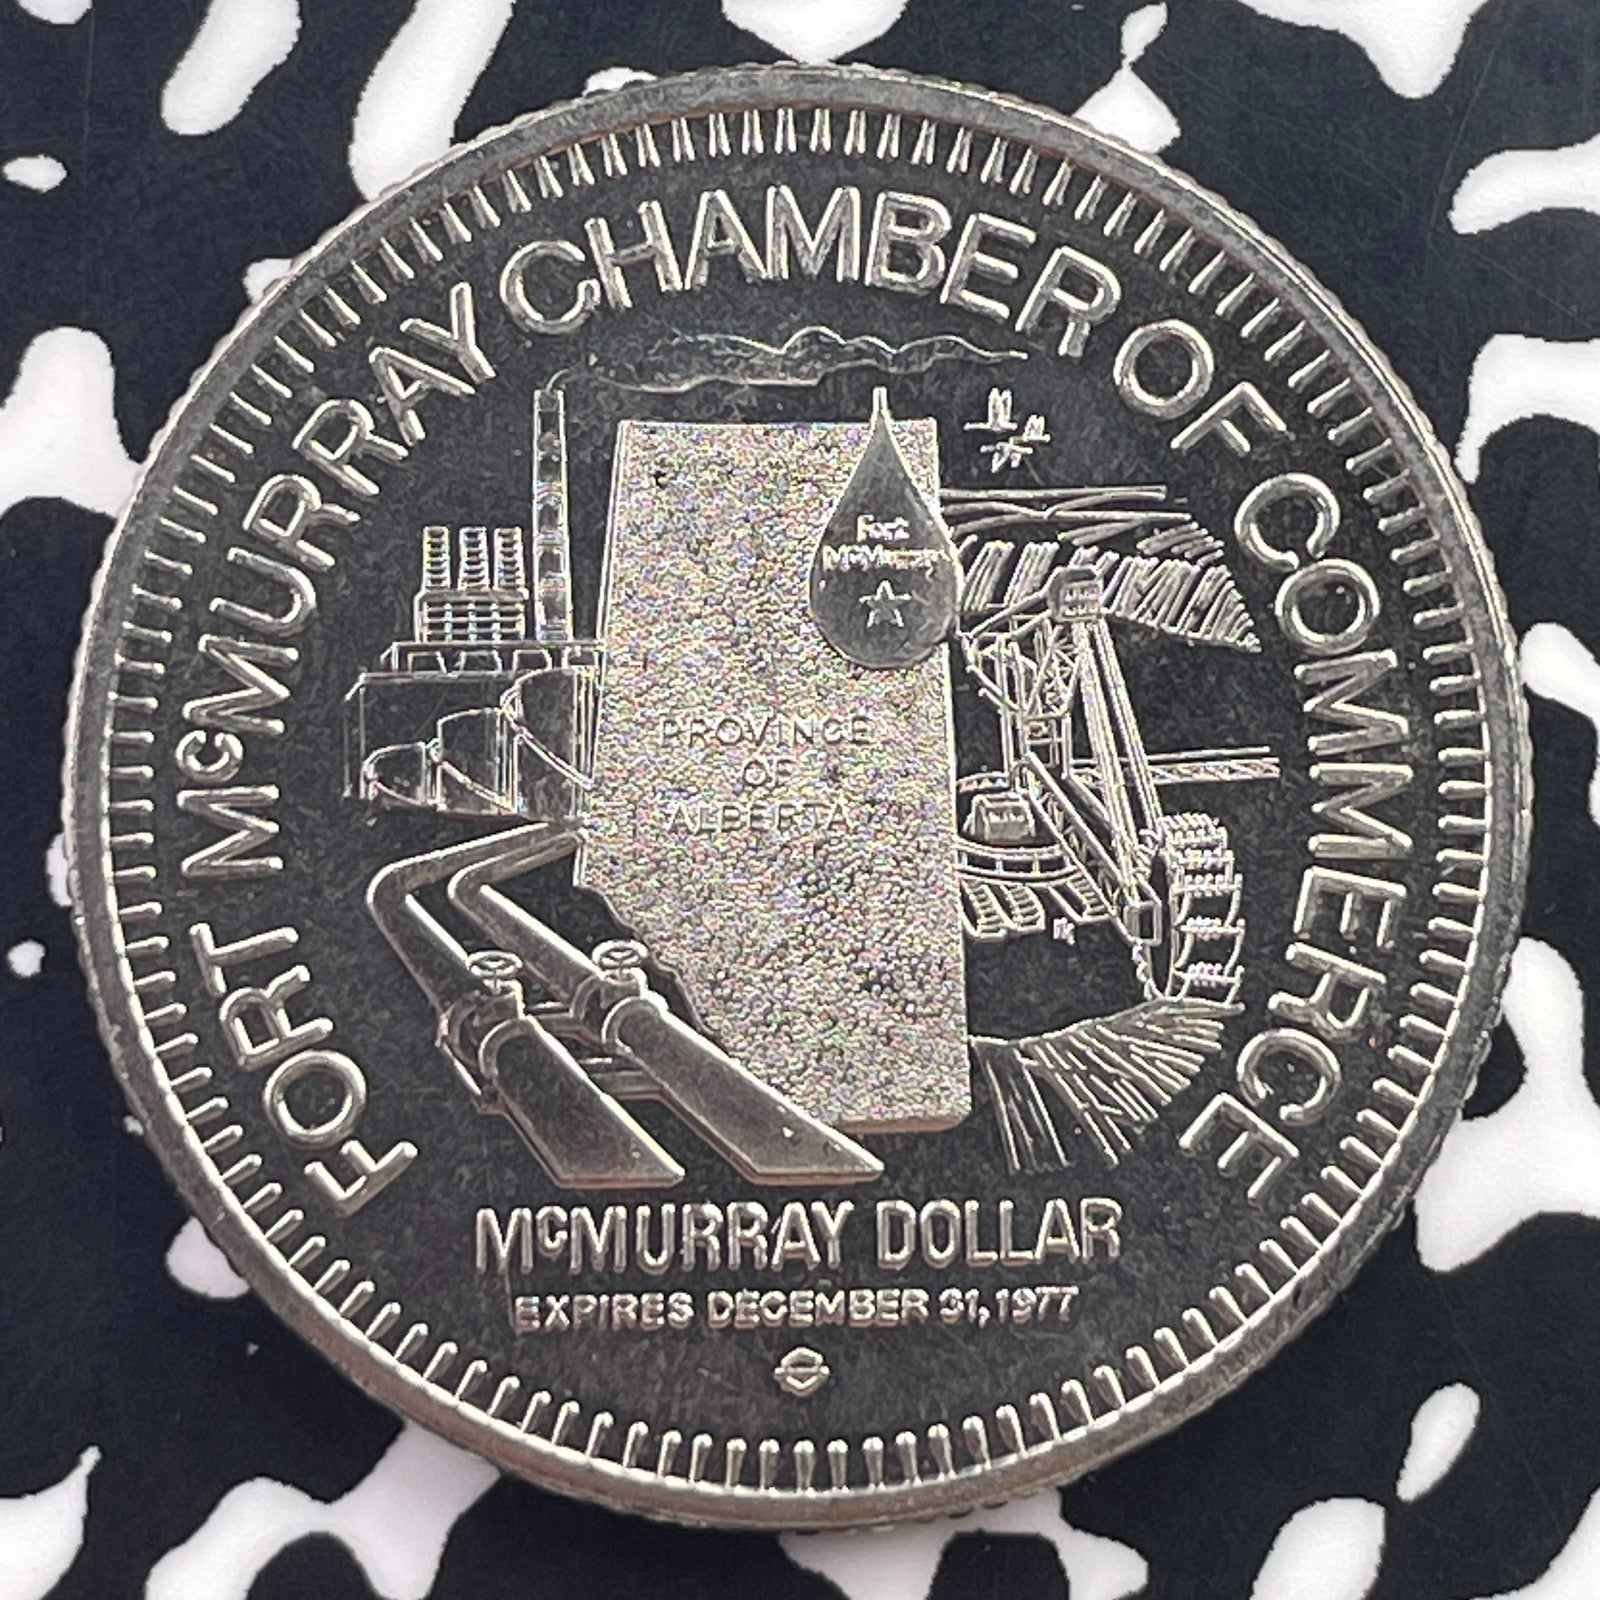 FORT McMURRAY CHAMBER OF COMMERCE
Fort
McMurray
PROVINCE
OF
ALBERTA
McMURRAY DOLLAR
EXPIRES DECEMBER 31, 1977